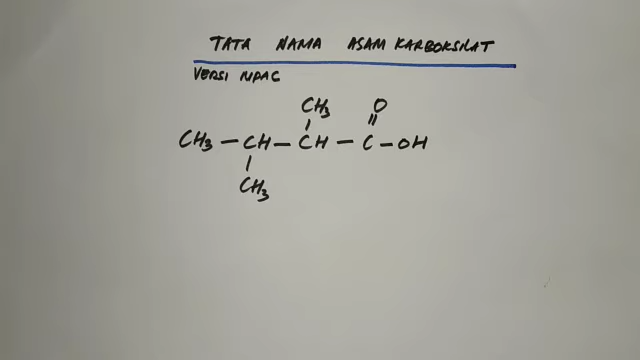 TATA NAMA ASAM KARBOKSILAT
VERSI IUPAC
CH3 O
CH3 - CH - CH - C - OH
CH3